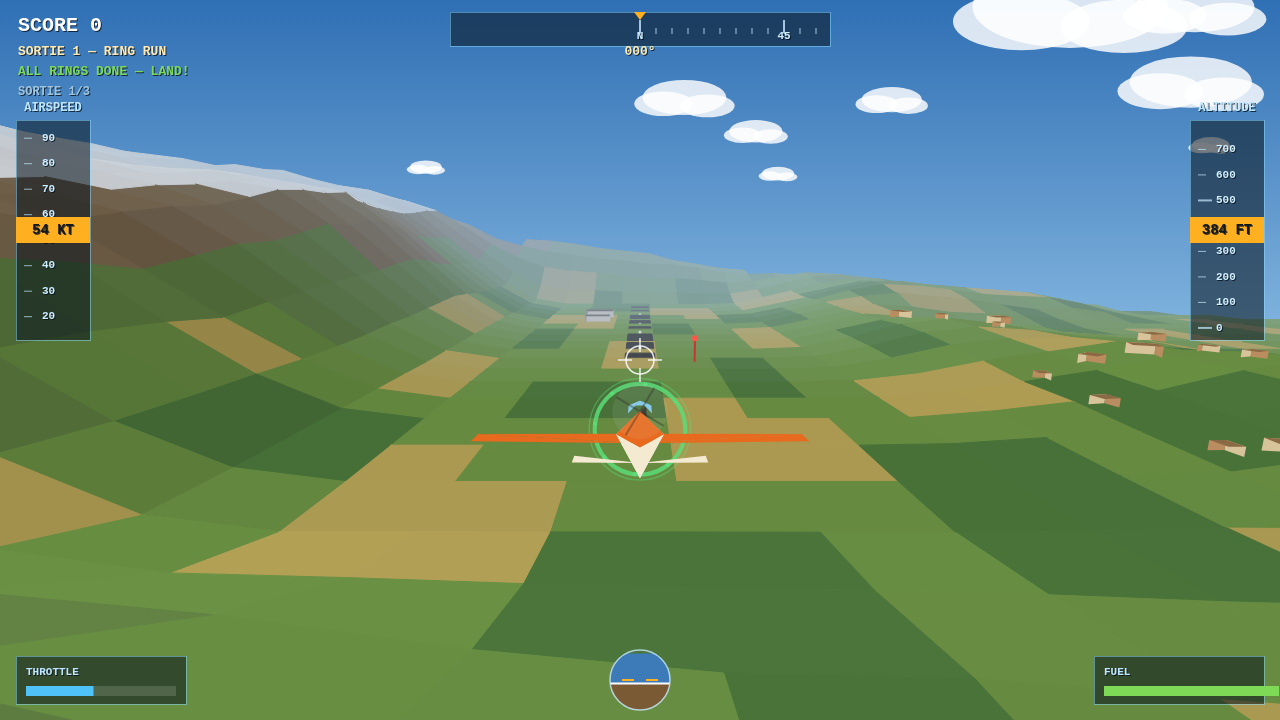 SCORE 0
SORTIE 1 — RING RUN
ALL RINGS DONE — LAND!
SORTIE 1/3
N
45
000°
AIRSPEED
90
80
70
60
54 KT
40
30
20
ALTITUDE
700
600
500
384 FT
300
200
100
0
THROTTLE
FUEL